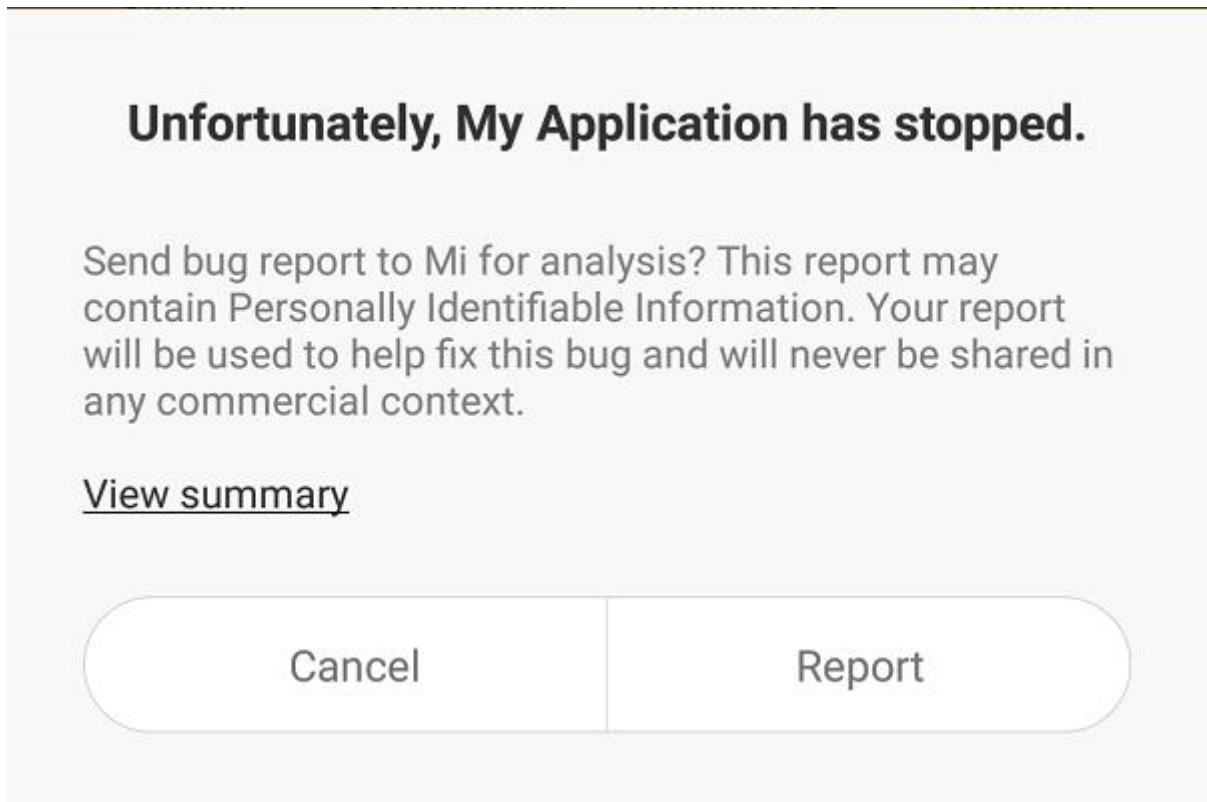 Unfortunately, My Application has stopped.
Send bug report to Mi for analysis? This report may
contain Personally Identifiable Information. Your report
will be used to help fix this bug and will never be shared in
any commercial context.
View summary
Cancel
Report